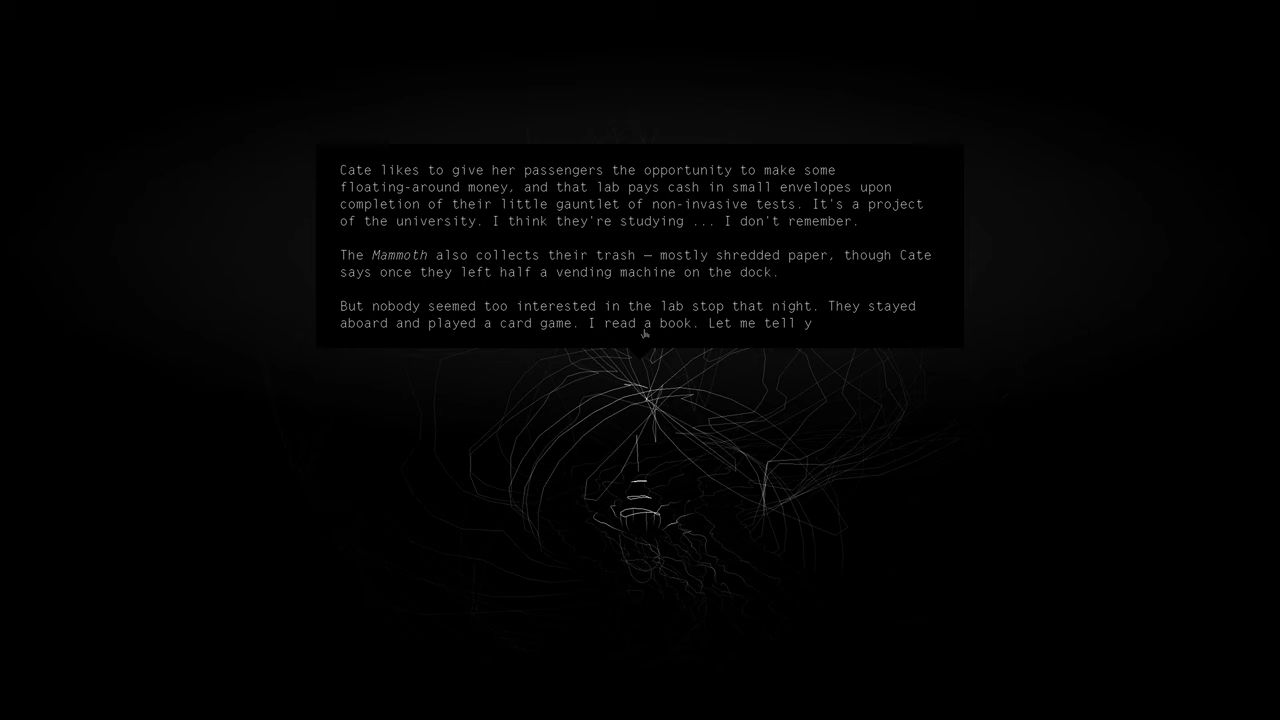 Cate likes to give her passengers the opportunity to make some
floating-around money, and that lab pays cash in small envelopes upon
completion of their little gauntlet of non-invasive tests. It's a project
of the university. I think they're studying ... I don't remember.
The Mammoth also collects their trash — mostly shredded paper, though Cate
says once they left half a vending machine on the dock.
But nobody seemed too interested in the lab stop that night. They stayed
aboard and played a card game. I read a book. Let me tell y